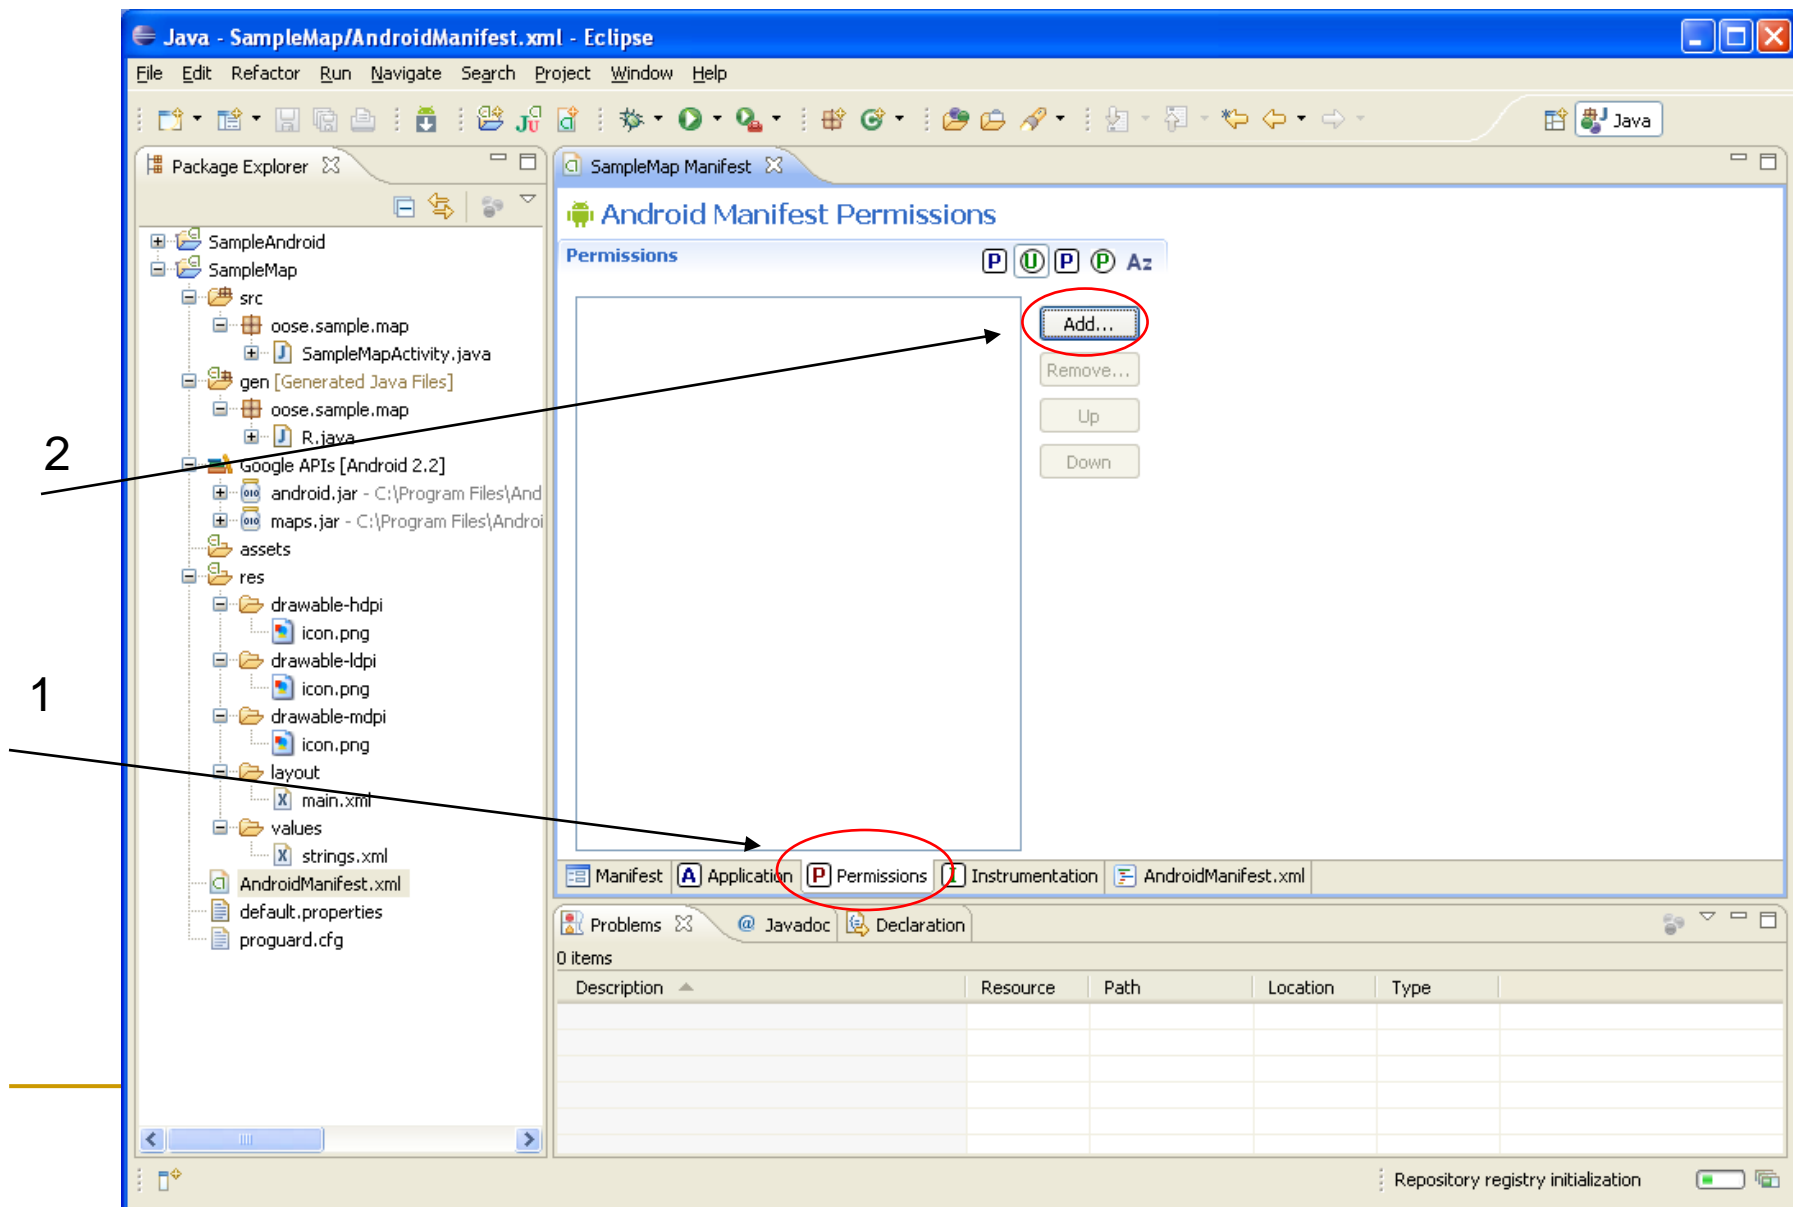 Java - SampleMap/AndroidManifest.xml - Eclipse
File Edit Refactor Run Navigate Search Project Window Help
Java
Package Explorer
SampleAndroid
SampleMap
src
oose.sample.map
SampleMapActivity.java
gen [Generated Java Files]
oose.sample.map
R.java
Google APIs [Android 2.2]
android.jar - C:\Program Files\And
maps.jar - C:\Program Files\Androi
assets
res
drawable-hdpi
icon.png
drawable-ldpi
icon.png
drawable-mdpi
icon.png
layout
main.xml
values
strings.xml
AndroidManifest.xml
default.properties
proguard.cfg
2
1
SampleMap Manifest
Android Manifest Permissions
Permissions
P U P P Az
Add...
Remove...
Up
Down
Manifest A Application P Permissions I Instrumentation AndroidManifest.xml
Problems @ Javadoc Declaration
0 items
Description Resource Path Location Type
Repository registry initialization